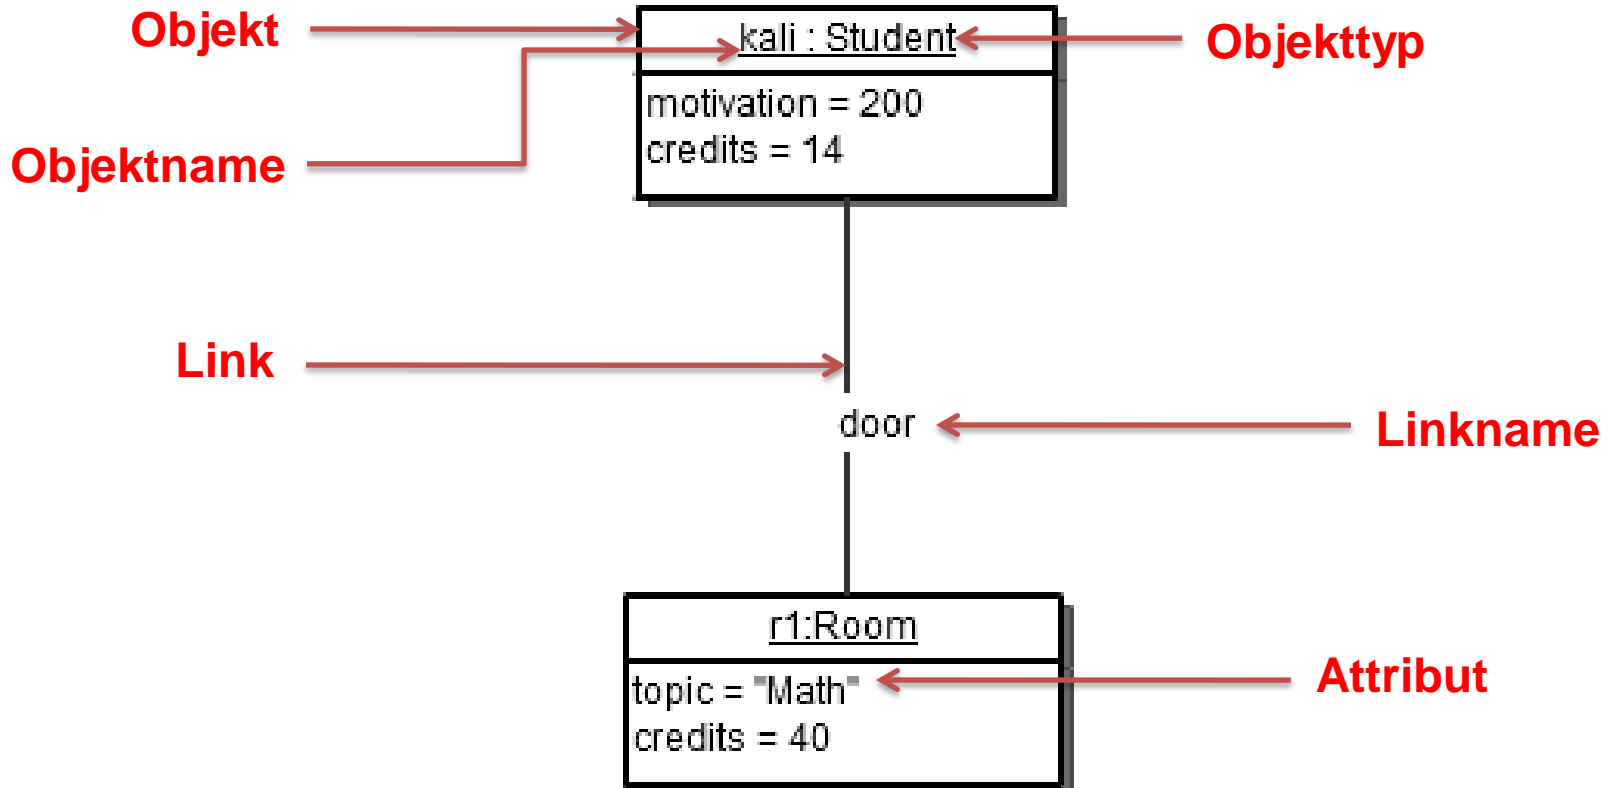 Objekt
kali : Student
Objekttyp
motivation = 200
credits = 14
Objektname
Link
door
Linkname
r1:Room
topic = "Math"
Attribut
credits = 40